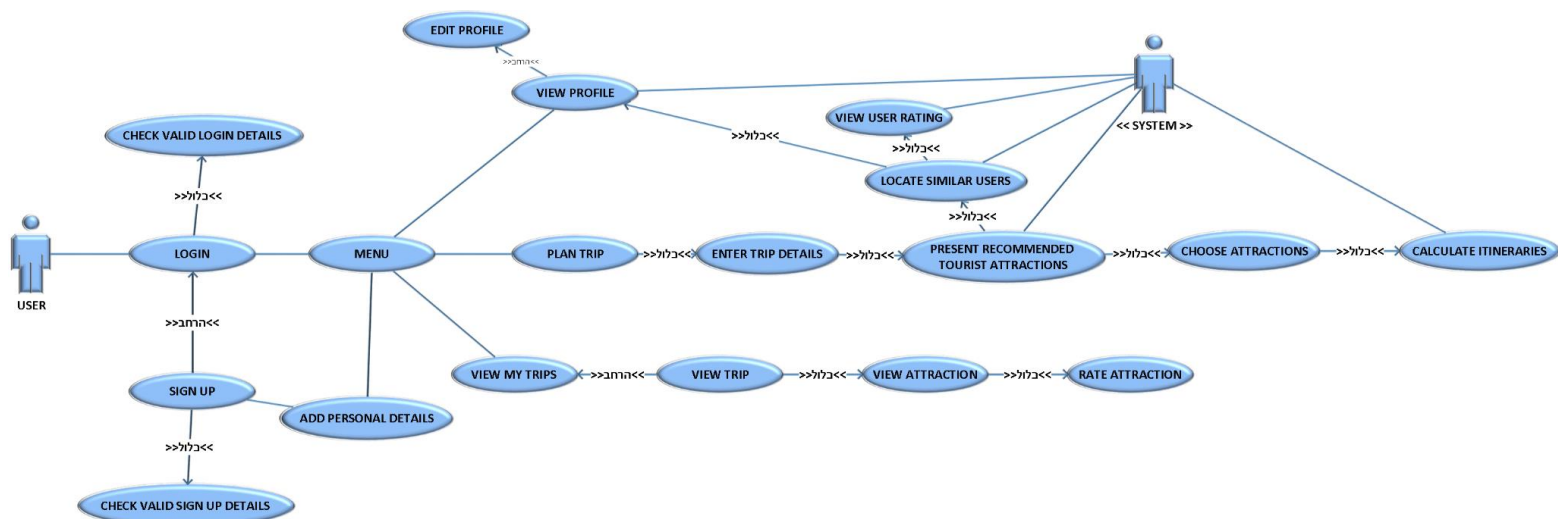 EDIT PROFILE
>>הרחב<<
VIEW PROFILE
VIEW USER RATING
<< SYSTEM >>
CHECK VALID LOGIN DETAILS
>>כלול<<
>>כלול<<
LOCATE SIMILAR USERS
>>כלול<<
>>כלול<<
USER
LOGIN
MENU
PLAN TRIP
>>כלול<<
ENTER TRIP DETAILS
>>כלול<<
PRESENT RECOMMENDED
TOURIST ATTRACTIONS
>>כלול<<
CHOOSE ATTRACTIONS
>>כלול<<
CALCULATE ITINERARIES
>>הרחב<<
VIEW MY TRIPS
>>הרחב<<
VIEW TRIP
>>כלול<<
VIEW ATTRACTION
>>כלול<<
RATE ATTRACTION
SIGN UP
ADD PERSONAL DETAILS
>>כלול<<
CHECK VALID SIGN UP DETAILS